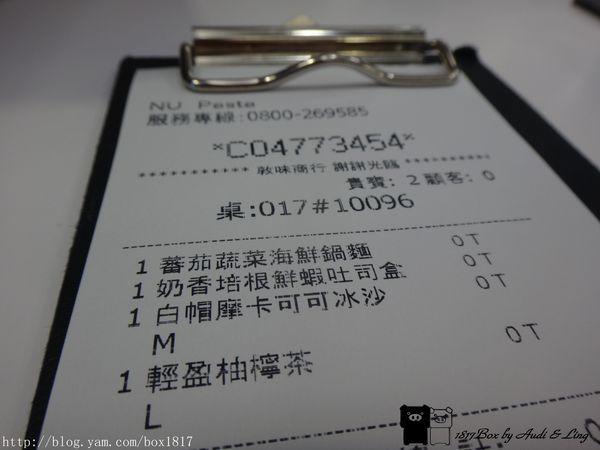 NU Pasta
服務專線:0800-269585
*C04773454*
*********** 敦味商行 謝謝光臨 ***********
貴賓: 2 顧客: 0
桌:017#10096
1 蕃茄蔬菜海鮮鍋麵 0T
1 奶香培根鮮蝦吐司盒 0T
1 白帽摩卡可可冰沙 0T
M
1 輕盈柚檸茶 0T
L
http://blog.yam.com/box1817
1817Box by Audi & Ling